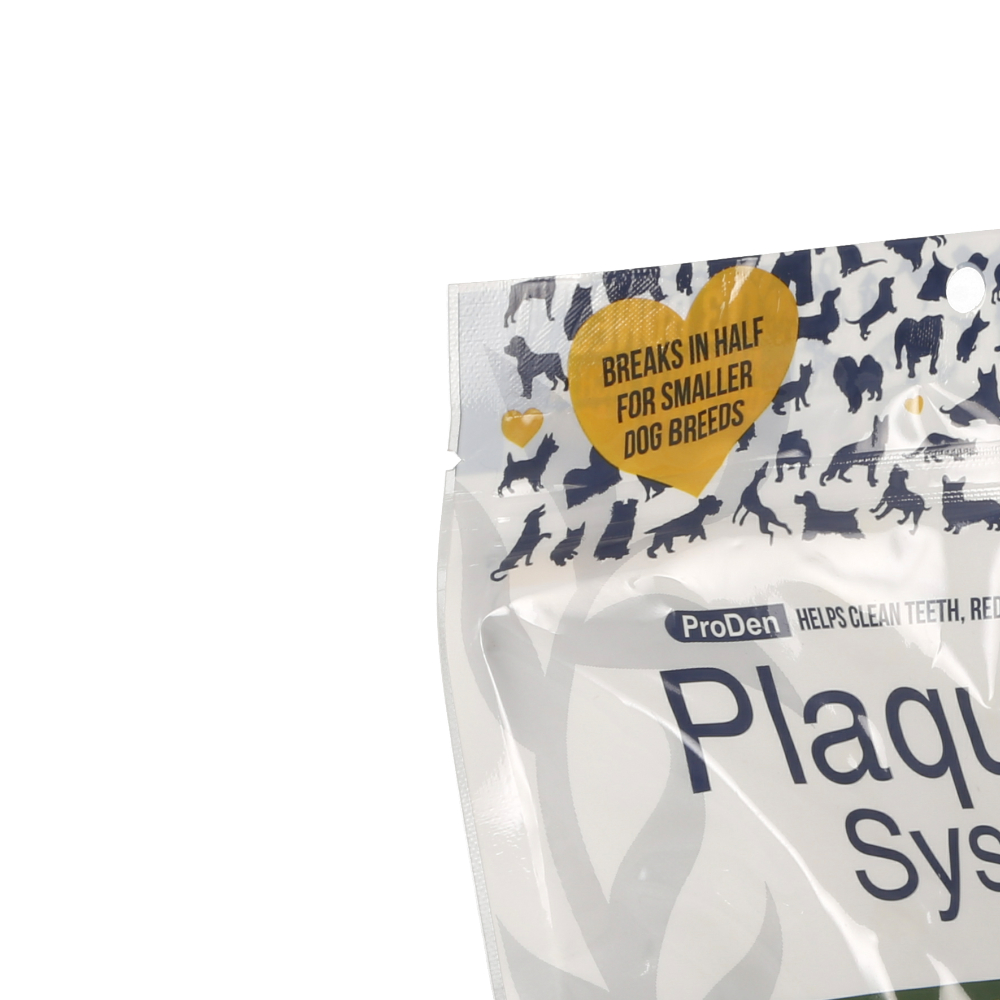 BREAKS IN HALF
FOR SMALLER
DOG BREEDS
ProDen HELPS CLEAN TEETH, RED
Plaqu
Sys